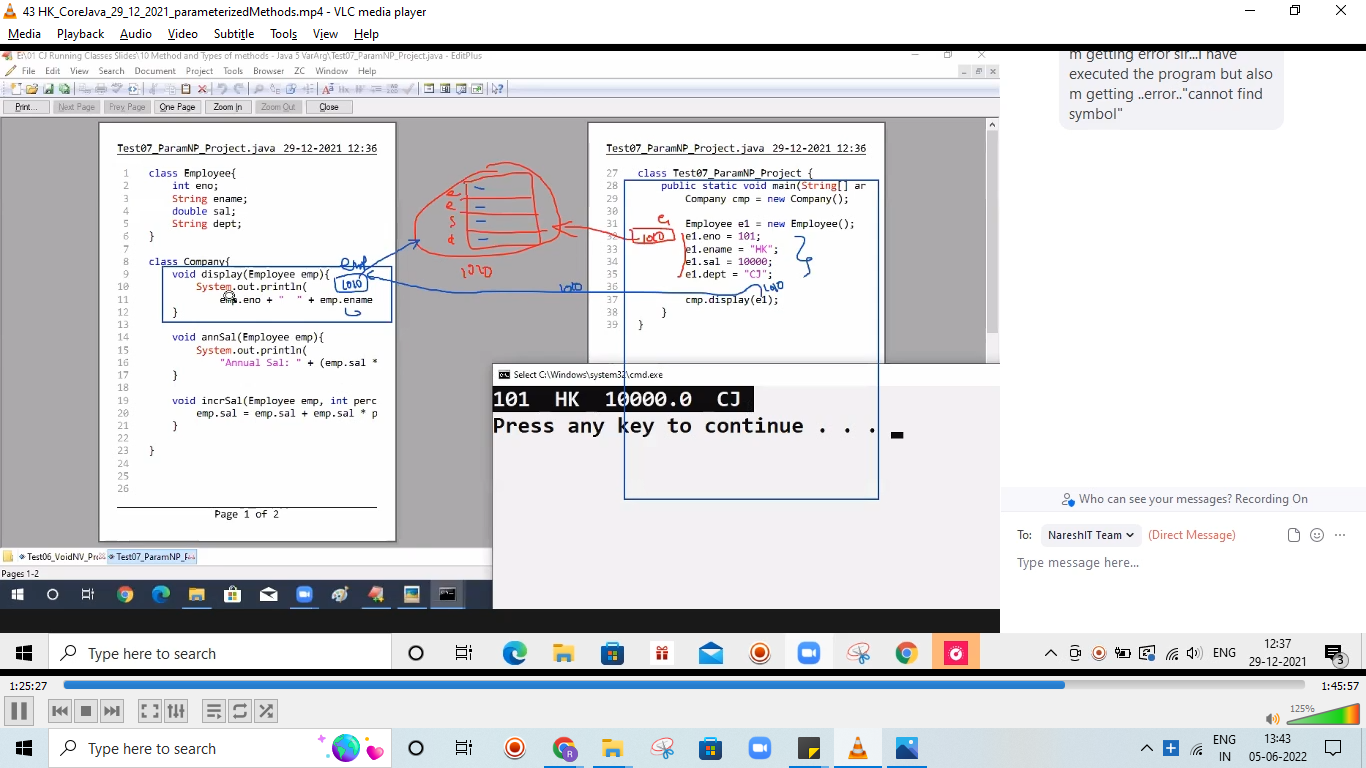 43 HK_CoreJava_29_12_2021_parameterizedMethods.mp4 - VLC media player
Media Playback Audio Video Subtitle Tools View Help
E:\01 CJ Running Classes Slides\10 Method and Types of methods - Java 5 VarArg\Test07_ParamNP_Project.java - EditPlus
File Edit View Search Document Project Tools Browser ZC Window Help
Print... Next Page Prev Page One Page Zoom In Zoom Out Close
Test07_ParamNP_Project.java 29-12-2021 12:36
1 class Employee{
2 int eno;
3 String ename;
4 double sal;
5 String dept;
6 }
7
8 class Company{
9 void display(Employee emp){
10 System.out.println(
11 emp.eno + " " + emp.ename
12 }
13
14 void annSal(Employee emp){
15 System.out.println(
16 "Annual Sal: " + (emp.sal *
17 }
18
19 void incrSal(Employee emp, int perc
20 emp.sal = emp.sal + emp.sal * p
21 }
22
23 }
24
25
26
Page 1 of 2
emp
1010
e
e
s
d
1010
1010
Test07_ParamNP_Project.java 29-12-2021 12:36
27 class Test07_ParamNP_Project {
28 public static void main(String[] ar
29 Company cmp = new Company();
30
31 Employee e1 = new Employee();
32 e1.eno = 101;
33 e1.ename = "HK";
34 e1.sal = 10000;
35 e1.dept = "CJ";
36
37 cmp.display(e1);
38 }
39 }
e1
1010
1010
Select C:\Windows\system32\cmd.exe
101 HK 10000.0 CJ
Press any key to continue . . .
Test06_VoidNV_Pro Test07_ParamNP_F
Pages 1-2
m getting error sir...I have
executed the program but also
m getting ..error.."cannot find
symbol"
Who can see your messages? Recording On
To: NareshIT Team (Direct Message)
Type message here...
Type here to search
ENG
12:37
29-12-2021
3
1:25:27
1:45:57
125%
Type here to search
ENG
IN
13:43
05-06-2022